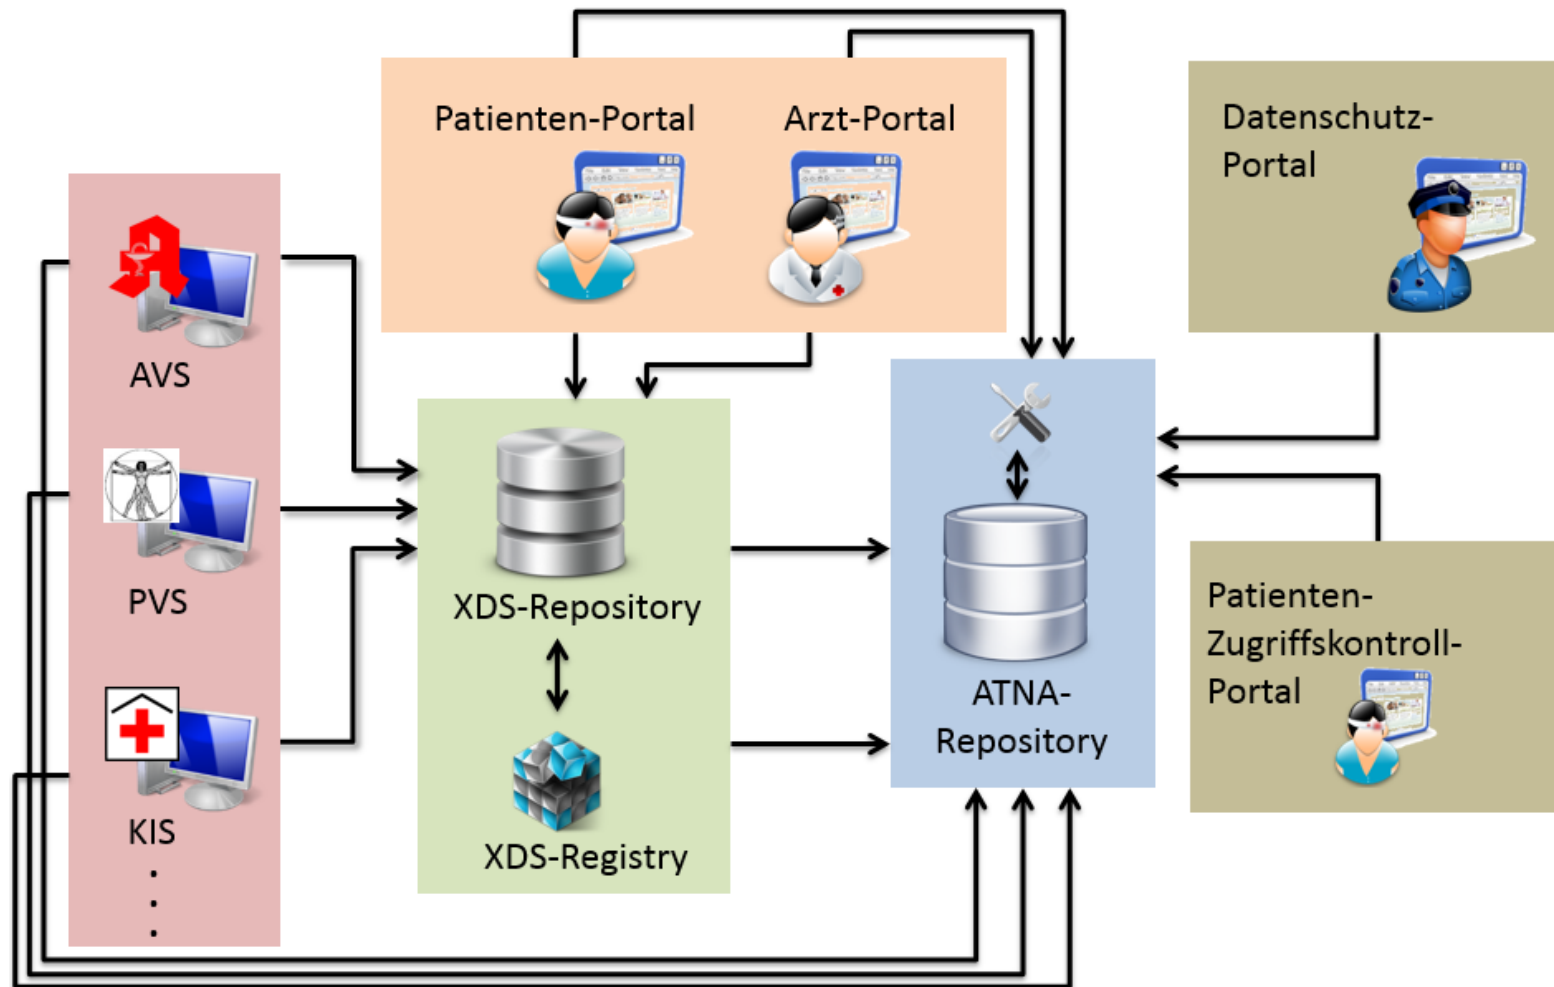 Patienten-Portal
Arzt-Portal
Datenschutz-
Portal
AVS
PVS
KIS
XDS-Repository
XDS-Registry
ATNA-
Repository
Patienten-
Zugriffskontroll-
Portal